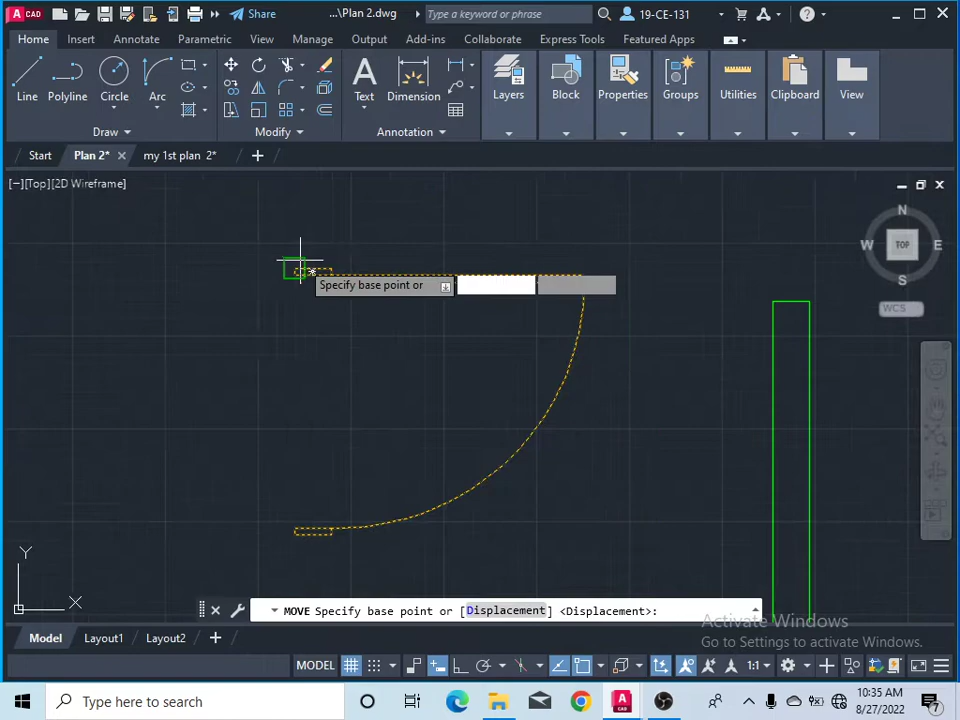 CAD
Share
...\Plan 2.dwg
Type a keyword or phrase
19-CE-131
Home
Insert
Annotate
Parametric
View
Manage
Output
Add-ins
Collaborate
Express Tools
Featured Apps
Line
Polyline
Circle
Arc
Text
Dimension
Layers
Block
Properties
Groups
Utilities
Clipboard
View
Draw
Modify
Annotation
Start
Plan 2*
my 1st plan 2*
[−][Top][2D Wireframe]
N
W
TOP
E
S
WCS
Specify base point or
Y
X
MOVE Specify base point or [Displacement] <Displacement>:
Activate Windows
Go to Settings to activate Windows.
Model
Layout1
Layout2
MODEL
1:1
Type here to search
10:35 AM
8/27/2022
7